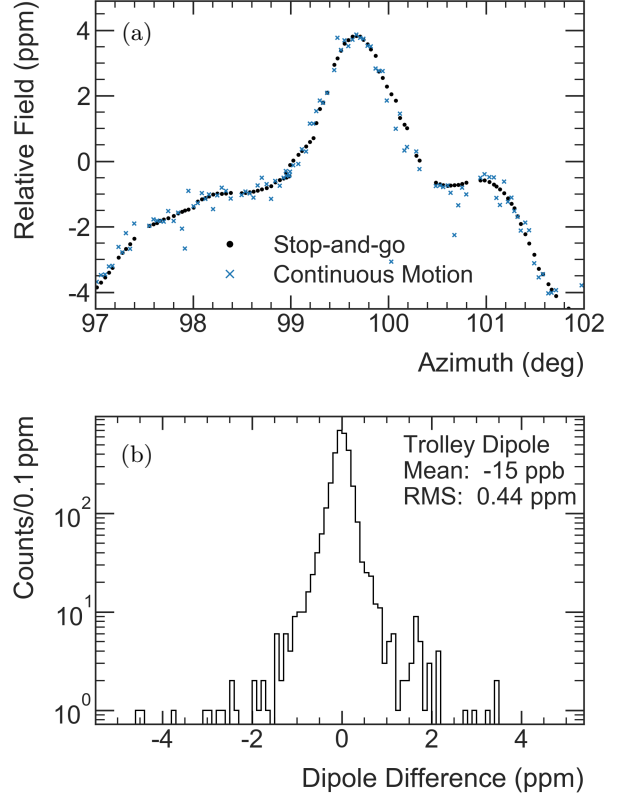 (a)
Relative Field (ppm)
4
2
0
-2
-4
Stop-and-go
Continuous Motion
97 98 99 100 101 102
Azimuth (deg)
(b)
Trolley Dipole
Mean: -15 ppb
RMS: 0.44 ppm
Counts/0.1 ppm
10²
10¹
10⁰
-4 -2 0 2 4
Dipole Difference (ppm)